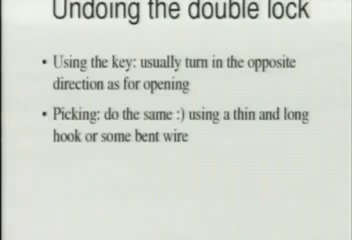 Undoing the double lock
• Using the key: usually turn in the opposite
direction as for opening
• Picking: do the same :) using a thin and long
hook or some bent wire